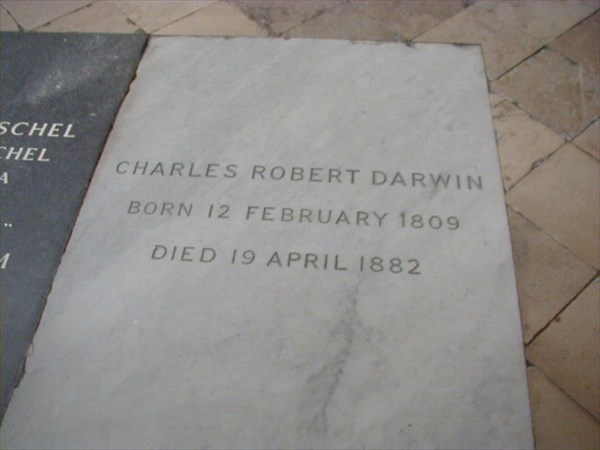 SCHEL
CHEL
A
CHARLES ROBERT DARWIN
BORN 12 FEBRUARY 1809
DIED 19 APRIL 1882